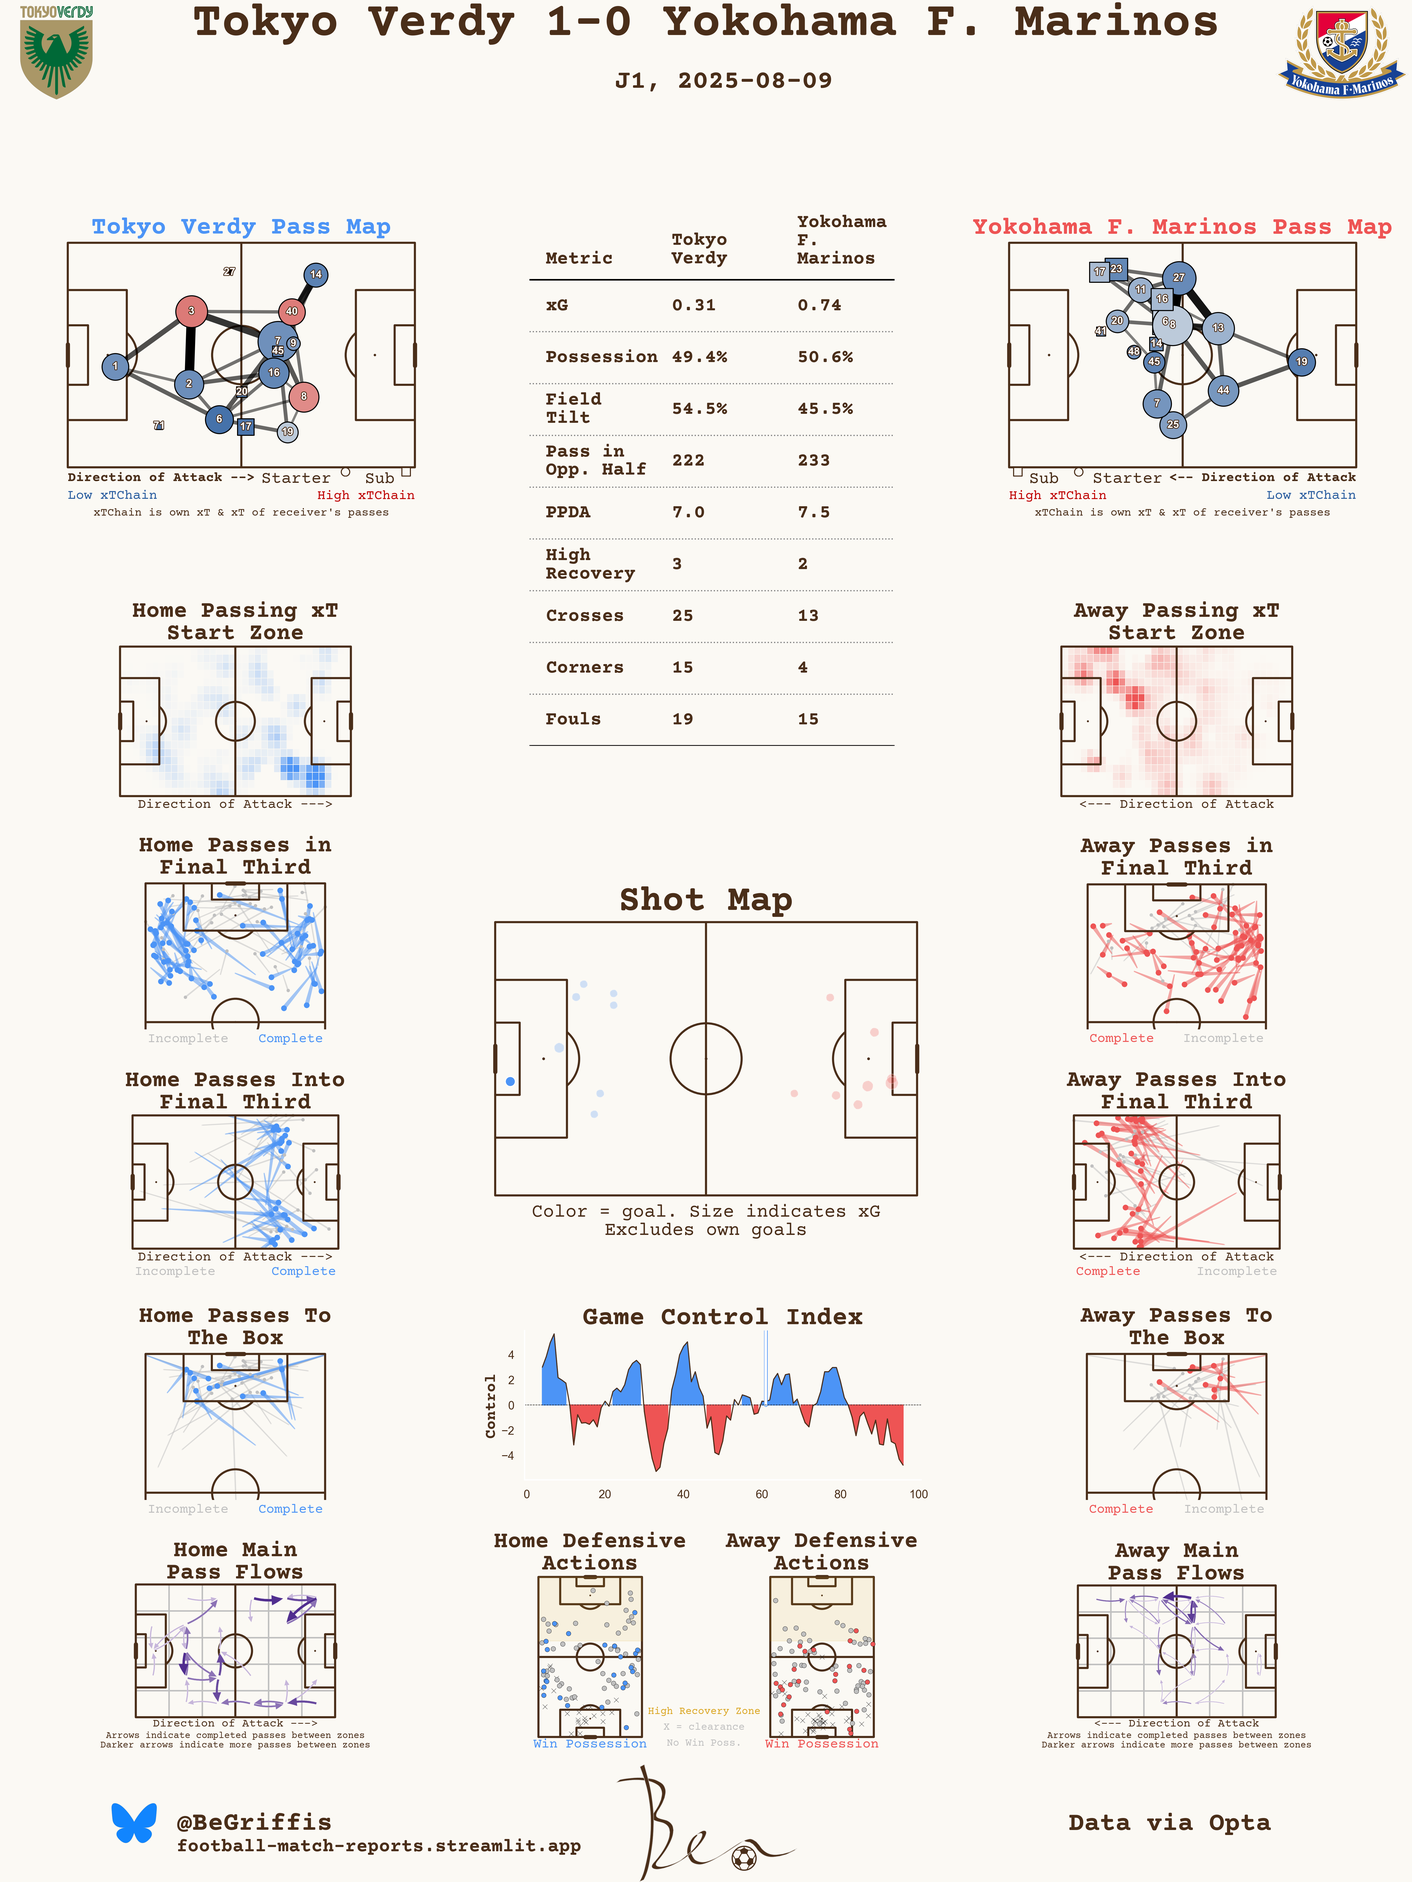 TOKYO VERDY
Tokyo Verdy 1-0 Yokohama F. Marinos
J1, 2025-08-09
Yokohama F·Marinos
Tokyo Verdy Pass Map
27
14
3
40
7
9
45
1
16
2
20
8
6
17
71
19
Direction of Attack --> Starter Sub
Low xTChain High xTChain
xTChain is own xT & xT of receiver's passes
Metric Tokyo Verdy Yokohama F. Marinos
xG 0.31 0.74
Possession 49.4% 50.6%
Field Tilt 54.5% 45.5%
Pass in Opp. Half 222 233
PPDA 7.0 7.5
High Recovery 3 2
Crosses 25 13
Corners 15 4
Fouls 19 15
Yokohama F. Marinos Pass Map
17
23
27
11
16
20
6
8
13
41
14
48
45
19
44
7
25
Sub Starter <-- Direction of Attack
High xTChain Low xTChain
xTChain is own xT & xT of receiver's passes
Home Passing xT
Start Zone
Direction of Attack --->
Away Passing xT
Start Zone
<--- Direction of Attack
Home Passes in
Final Third
Incomplete Complete
Away Passes in
Final Third
Complete Incomplete
Shot Map
Color = goal. Size indicates xG
Excludes own goals
Home Passes Into
Final Third
Direction of Attack --->
Incomplete Complete
Away Passes Into
Final Third
<--- Direction of Attack
Complete Incomplete
Home Passes To
The Box
Incomplete Complete
Game Control Index
Control
4
2
0
−2
−4
0 20 40 60 80 100
Away Passes To
The Box
Complete Incomplete
Home Main
Pass Flows
Direction of Attack --->
Arrows indicate completed passes between zones
Darker arrows indicate more passes between zones
Home Defensive
Actions
Win Possession
High Recovery Zone
X = clearance
No Win Poss.
Away Defensive
Actions
Win Possession
Away Main
Pass Flows
<--- Direction of Attack
Arrows indicate completed passes between zones
Darker arrows indicate more passes between zones
@BeGriffis
football-match-reports.streamlit.app
Ben
Data via Opta